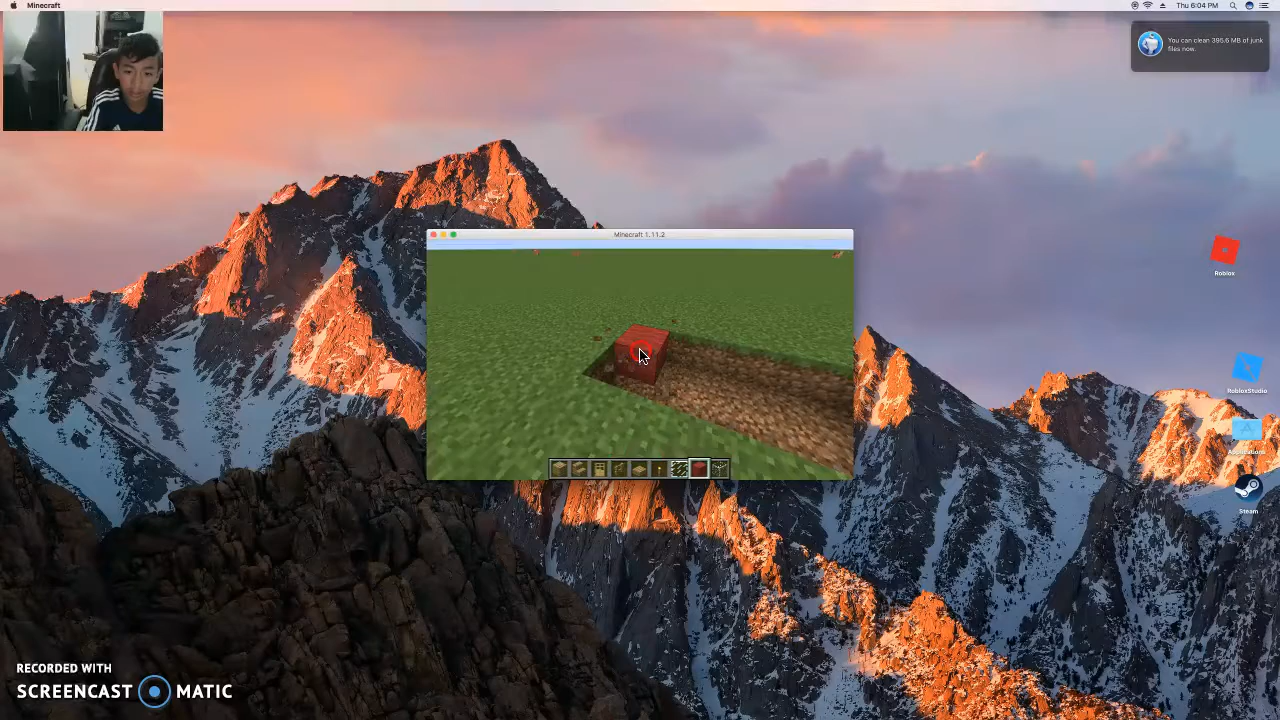 Minecraft
Thu 6:04 PM
You can clean 395.6 MB of junk
files now.
Minecraft 1.11.2
Roblox
RobloxStudio
Applications
Steam
RECORDED WITH
SCREENCAST MATIC